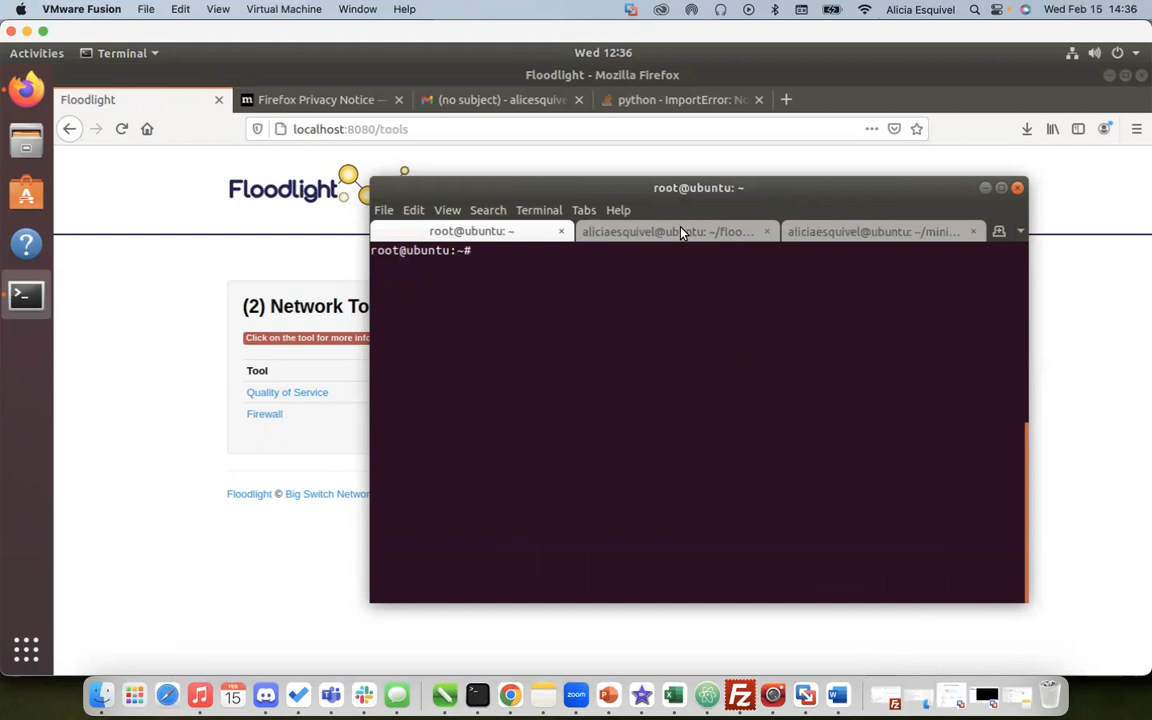 VMware Fusion File Edit View Virtual Machine Window Help Alicia Esquivel Wed Feb 15 14:36
Activities Terminal Wed 12:36
Floodlight - Mozilla Firefox
Floodlight Firefox Privacy Notice — (no subject) - alicesquive python - ImportError: No
localhost:8080/tools
Floodlight
root@ubuntu: ~
File Edit View Search Terminal Tabs Help
root@ubuntu: ~ aliciaesquivel@ubuntu: ~/floo... aliciaesquivel@ubuntu: ~/mini...
root@ubuntu:~#
(2) Network To
Click on the tool for more info
Tool
Quality of Service
Firewall
Floodlight © Big Switch Networ
FEB
15
zoom